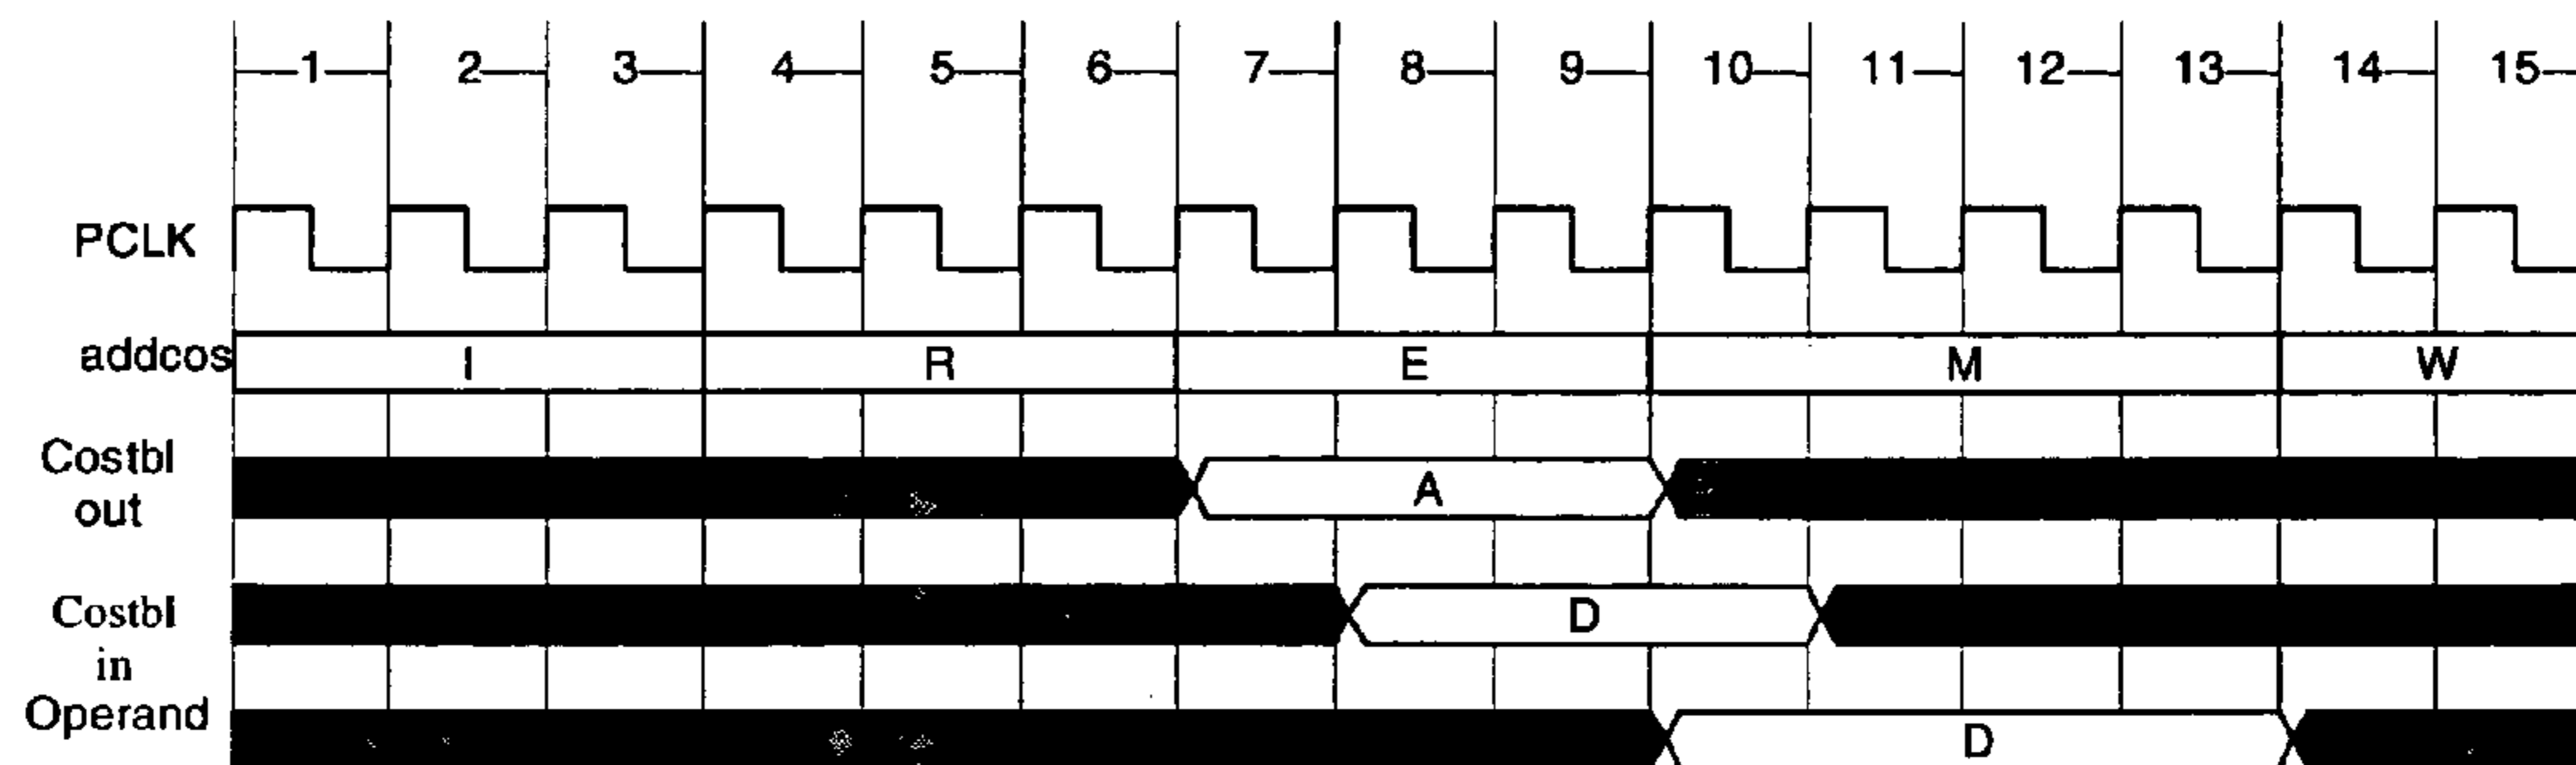 1 2 3 4 5 6 7 8 9 10 11 12 13 14 15
PCLK
addcos I R E M W
Costbl
out
A
Costbl
in
D
Operand
D